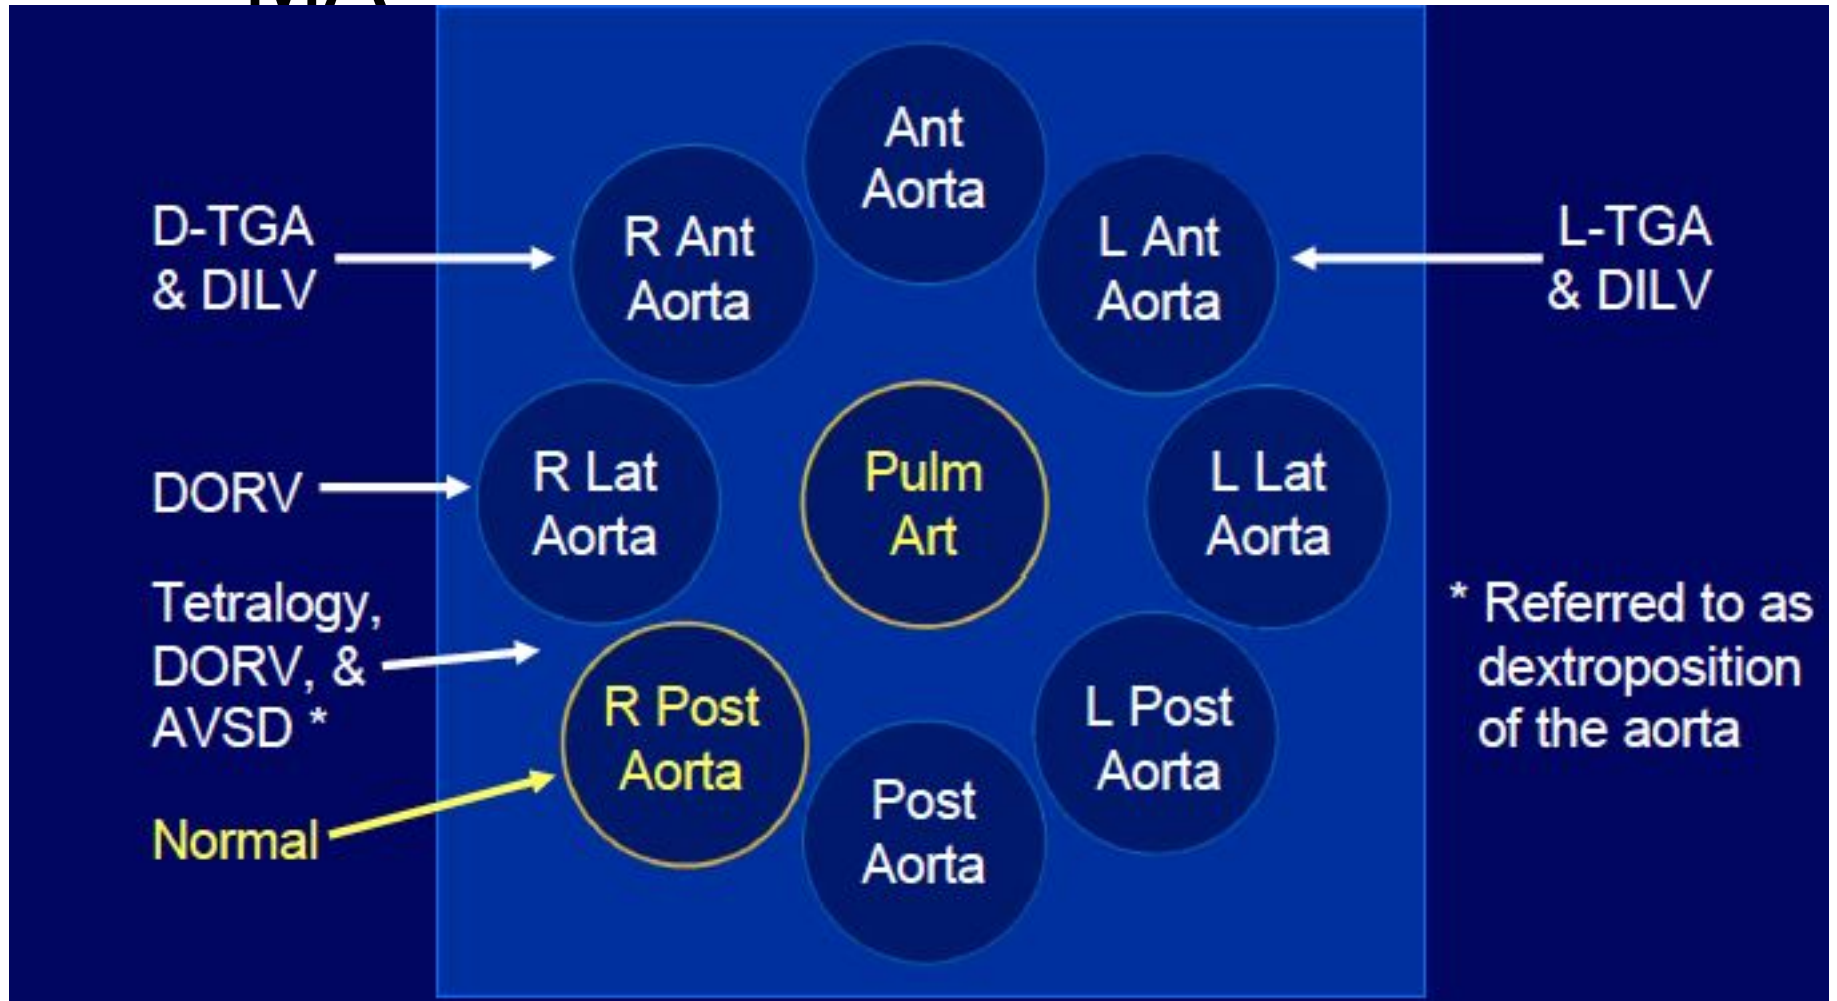 Ant
Aorta
D-TGA
& DILV
R Ant
Aorta
L Ant
Aorta
L-TGA
& DILV
DORV
R Lat
Aorta
Pulm
Art
L Lat
Aorta
Tetralogy,
DORV, &
AVSD *
* Referred to as
dextroposition
of the aorta
R Post
Aorta
L Post
Aorta
Normal
Post
Aorta